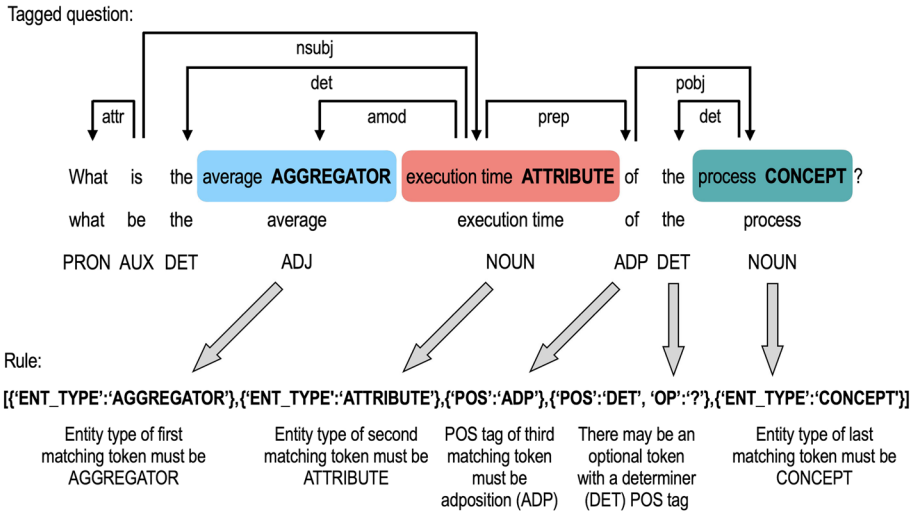 Tagged question:
nsubj
det
pobj
attr
amod
prep
det
What is the average AGGREGATOR execution time ATTRIBUTE of the process CONCEPT ?
what be the average execution time of the process
PRON AUX DET ADJ NOUN ADP DET NOUN
Rule:
[{‘ENT_TYPE’:‘AGGREGATOR’},{‘ENT_TYPE’:‘ATTRIBUTE’},{‘POS’:‘ADP’},{‘POS’:‘DET’, ‘OP’:‘?’},{‘ENT_TYPE’:‘CONCEPT’}]
Entity type of first
matching token must be
AGGREGATOR
Entity type of second
matching token must be
ATTRIBUTE
POS tag of third
matching token
must be
adposition (ADP)
There may be an
optional token
with a determiner
(DET) POS tag
Entity type of last
matching token must be
CONCEPT